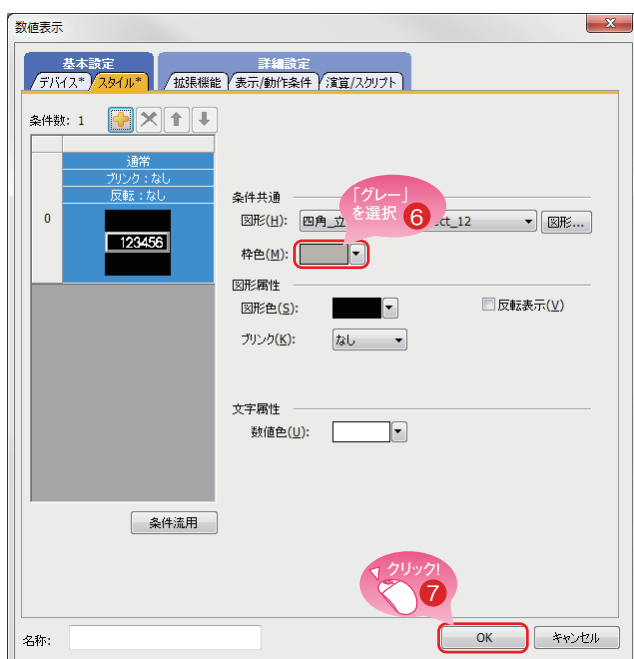 数値表示
基本設定
詳細設定
デバイス*
スタイル*
拡張機能
表示/動作条件
演算/スクリプト
条件数: 1
通常
ブリンク : なし
反転 : なし
0
123456
条件流用
条件共通
図形(H): 四角_立 ct_12 図形...
「グレー」
を選択 6
枠色(M):
図形属性
図形色(S): 反転表示(V)
ブリンク(K): なし
文字属性
数値色(U):
クリック!
7
名称: OK キャンセル